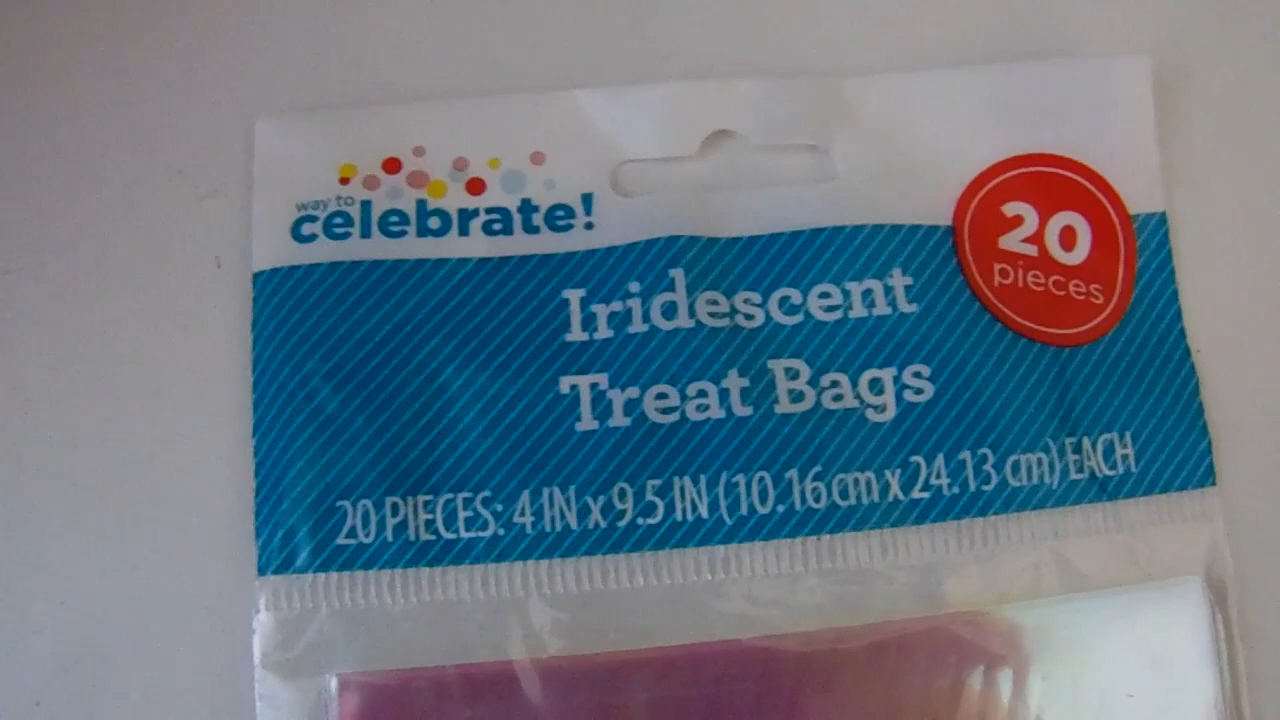 way to
celebrate!
20
pieces
Iridescent
Treat Bags
20 PIECES: 4 IN x 9.5 IN (10.16 cm x 24.13 cm) EACH